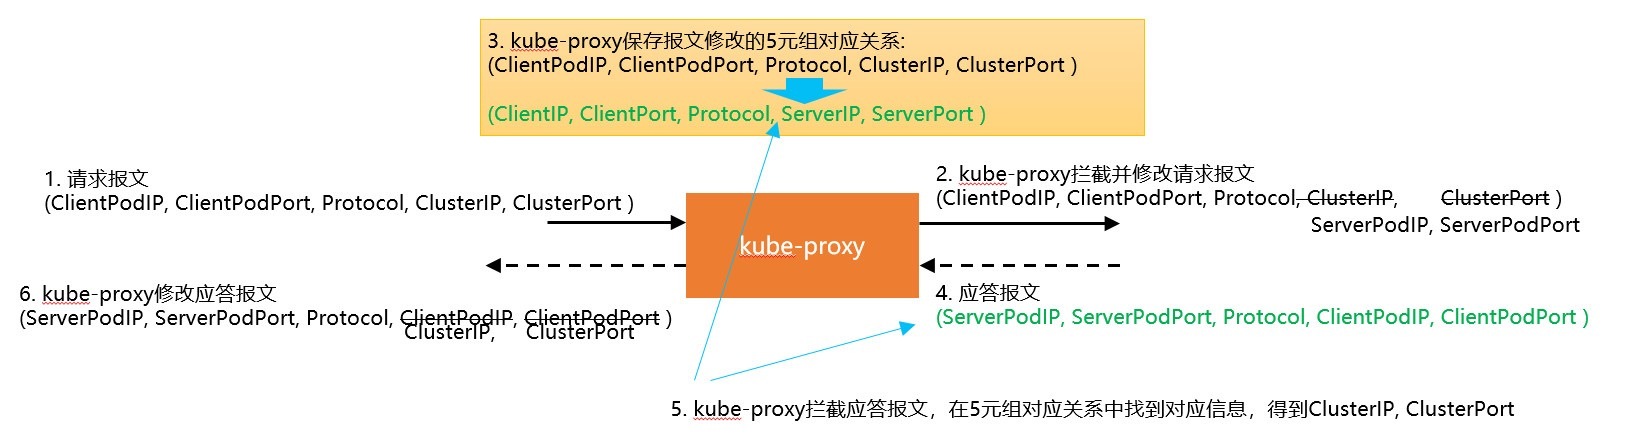 3. kube-proxy保存报文修改的5元组对应关系:
(ClientPodIP, ClientPodPort, Protocol, ClusterIP, ClusterPort )
(ClientIP, ClientPort, Protocol, ServerIP, ServerPort )
1. 请求报文
(ClientPodIP, ClientPodPort, Protocol, ClusterIP, ClusterPort )
2. kube-proxy拦截并修改请求报文
(ClientPodIP, ClientPodPort, Protocol, ClusterIP, ClusterPort )
ServerPodIP, ServerPodPort
kube-proxy
6. kube-proxy修改应答报文
(ServerPodIP, ServerPodPort, Protocol, ClientPodIP, ClientPodPort )
ClusterIP, ClusterPort
4. 应答报文
(ServerPodIP, ServerPodPort, Protocol, ClientPodIP, ClientPodPort )
5. kube-proxy拦截应答报文，在5元组对应关系中找到对应信息，得到ClusterIP, ClusterPort